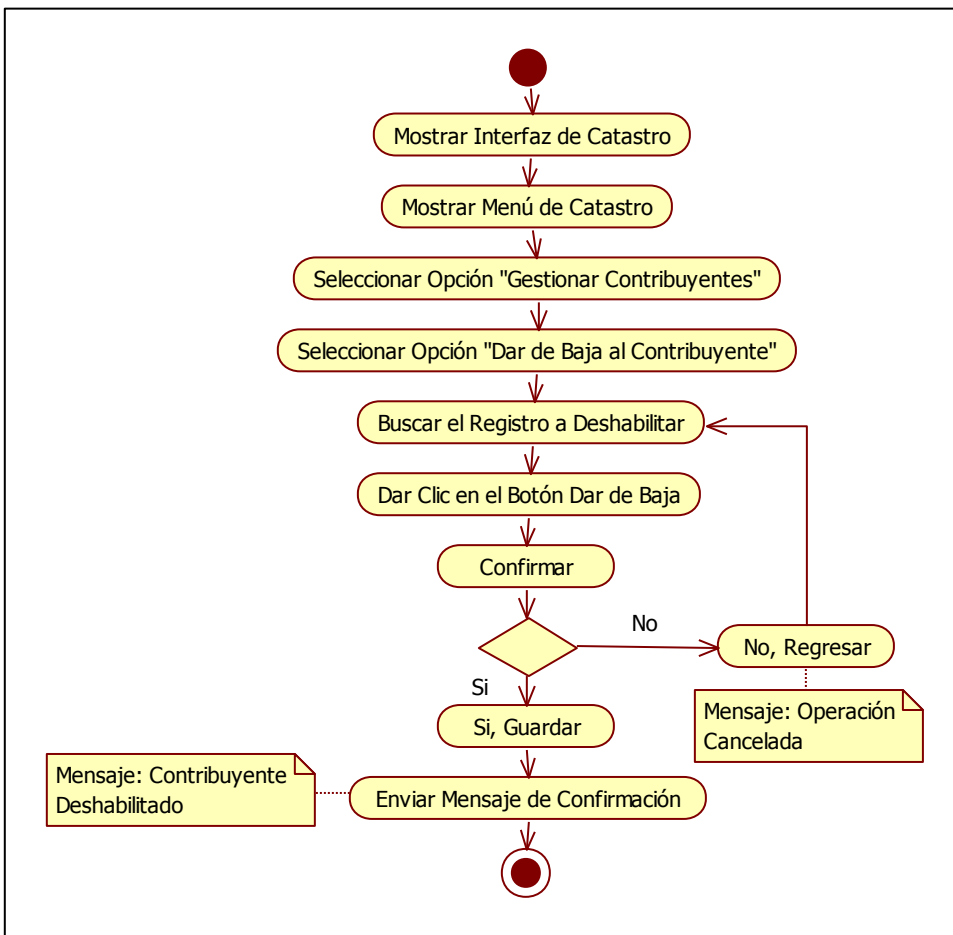 Mostrar Interfaz de Catastro
Mostrar Menú de Catastro
Seleccionar Opción "Gestionar Contribuyentes"
Seleccionar Opción "Dar de Baja al Contribuyente"
Buscar el Registro a Deshabilitar
Dar Clic en el Botón Dar de Baja
Confirmar
No
No, Regresar
Mensaje: Operación
Cancelada
Si
Si, Guardar
Mensaje: Contribuyente
Deshabilitado
Enviar Mensaje de Confirmación